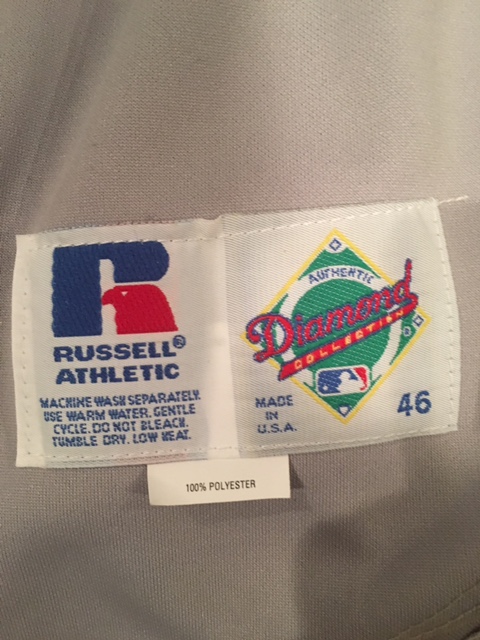 RUSSELL®
ATHLETIC
MACHINE WASH SEPARATELY.
USE WARM WATER. GENTLE
CYCLE. DO NOT BLEACH.
TUMBLE DRY. LOW HEAT.
AUTHENTIC
Diamond
COLLECTION
MADE
IN
U.S.A.
46
100% POLYESTER